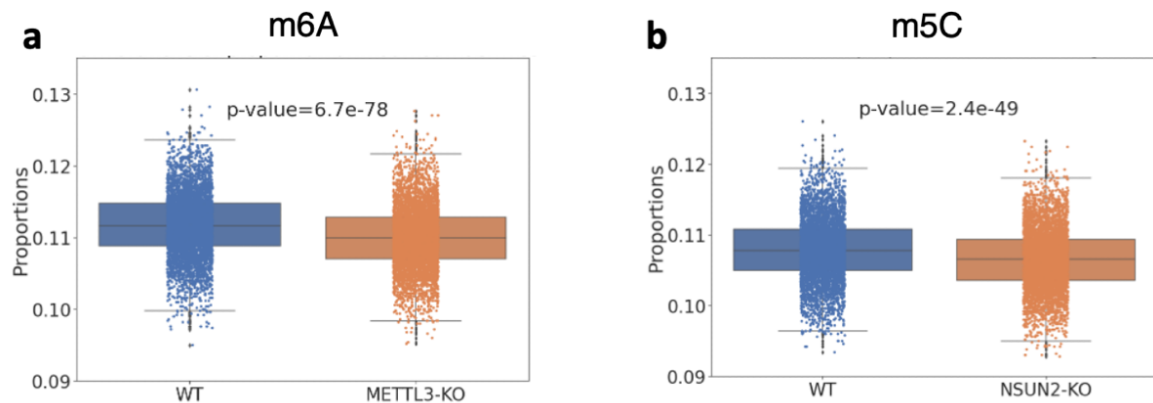 a
m6A
Proportions
0.13
0.12
0.11
0.10
0.09
p-value=6.7e-78
WT
METTL3-KO
b
m5C
Proportions
0.13
0.12
0.11
0.10
0.09
p-value=2.4e-49
WT
NSUN2-KO